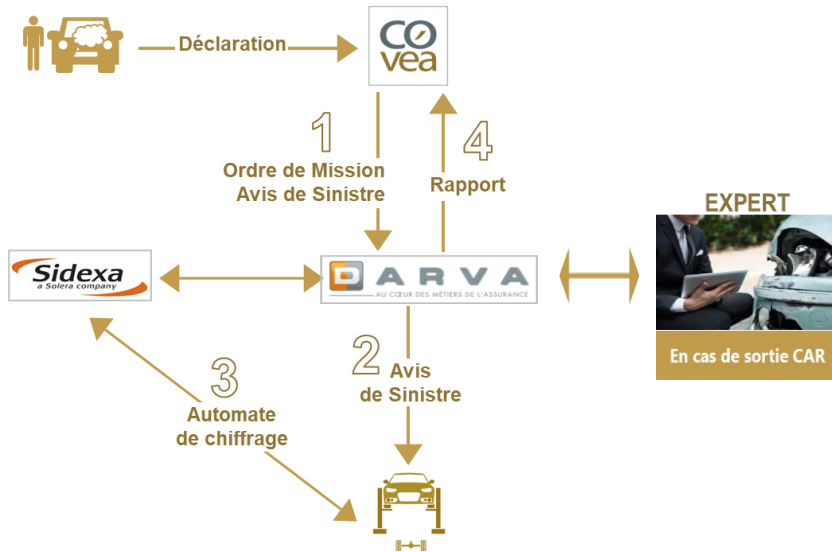 Déclaration
CO
vea
1
Ordre de Mission
Avis de Sinistre
4
Rapport
EXPERT
Sidexa
a Solera company
DARVA
AU CŒUR DES MÉTIERS DE L'ASSURANCE
2
Avis
de Sinistre
En cas de sortie CAR
3
Automate
de chiffrage